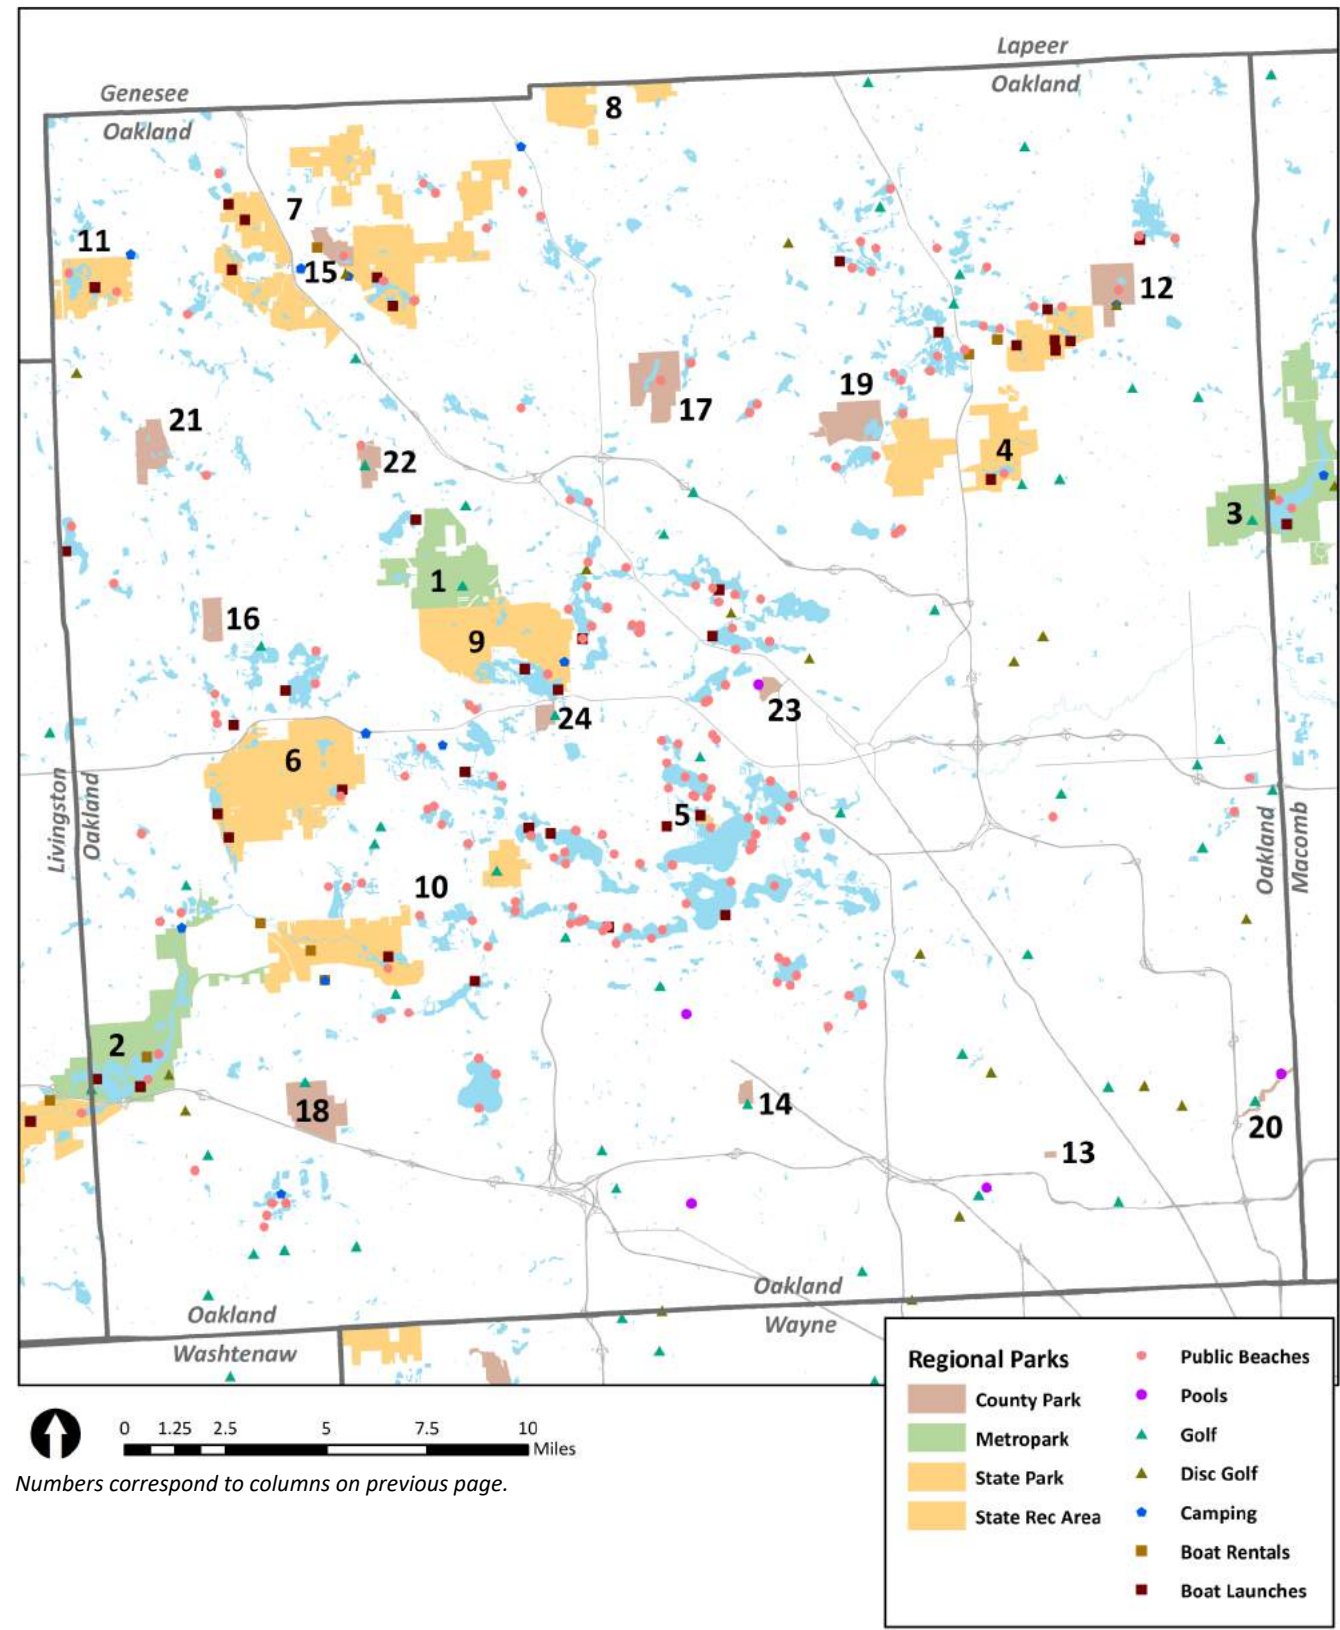 Lapeer
Oakland
Genesee
Oakland
8
7
11
15
12
17
19
21
22
4
3
1
16
9
23
24
6
5
Livingston
Oakland
Oakland
Macomb
10
2
18
14
13
20
Oakland
Washtenaw
Oakland
Wayne
Regional Parks
County Park
Metropark
State Park
State Rec Area
Public Beaches
Pools
Golf
Disc Golf
Camping
Boat Rentals
Boat Launches
0 1.25 2.5 5 7.5 10
Miles
Numbers correspond to columns on previous page.